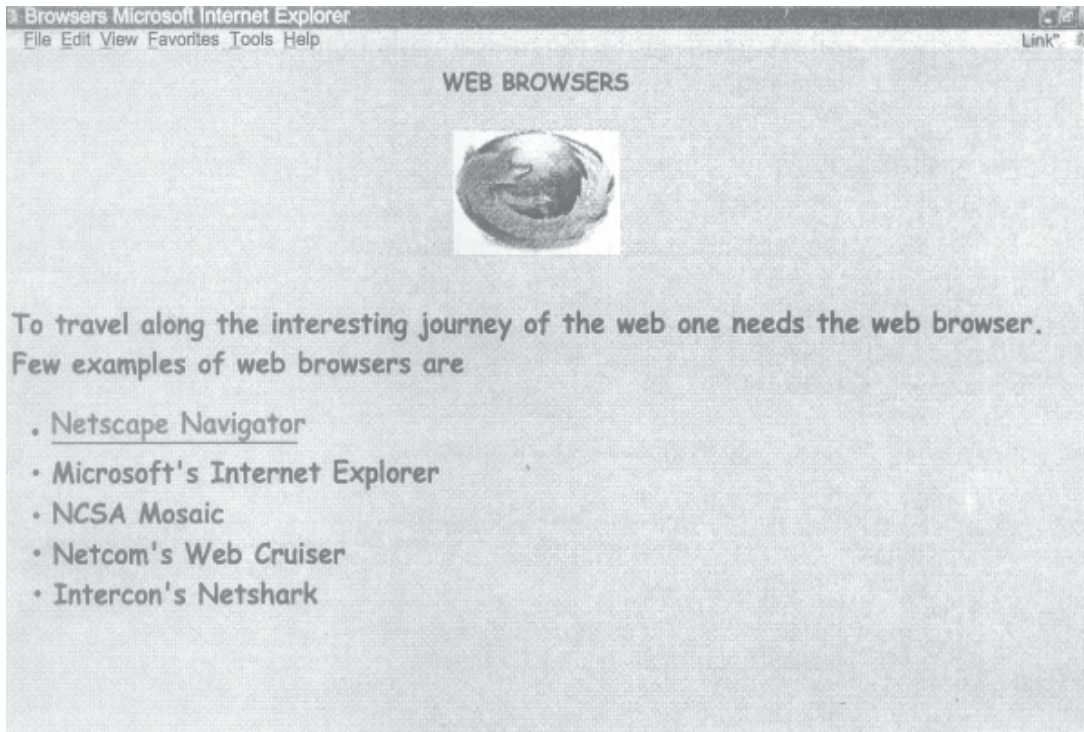 Browsers Microsoft Internet Explorer
File Edit View Favorites Tools Help
Link"
WEB BROWSERS
To travel along the interesting journey of the web one needs the web browser.
Few examples of web browsers are
. Netscape Navigator
• Microsoft's Internet Explorer
• NCSA Mosaic
• Netcom's Web Cruiser
• Intercon's Netshark